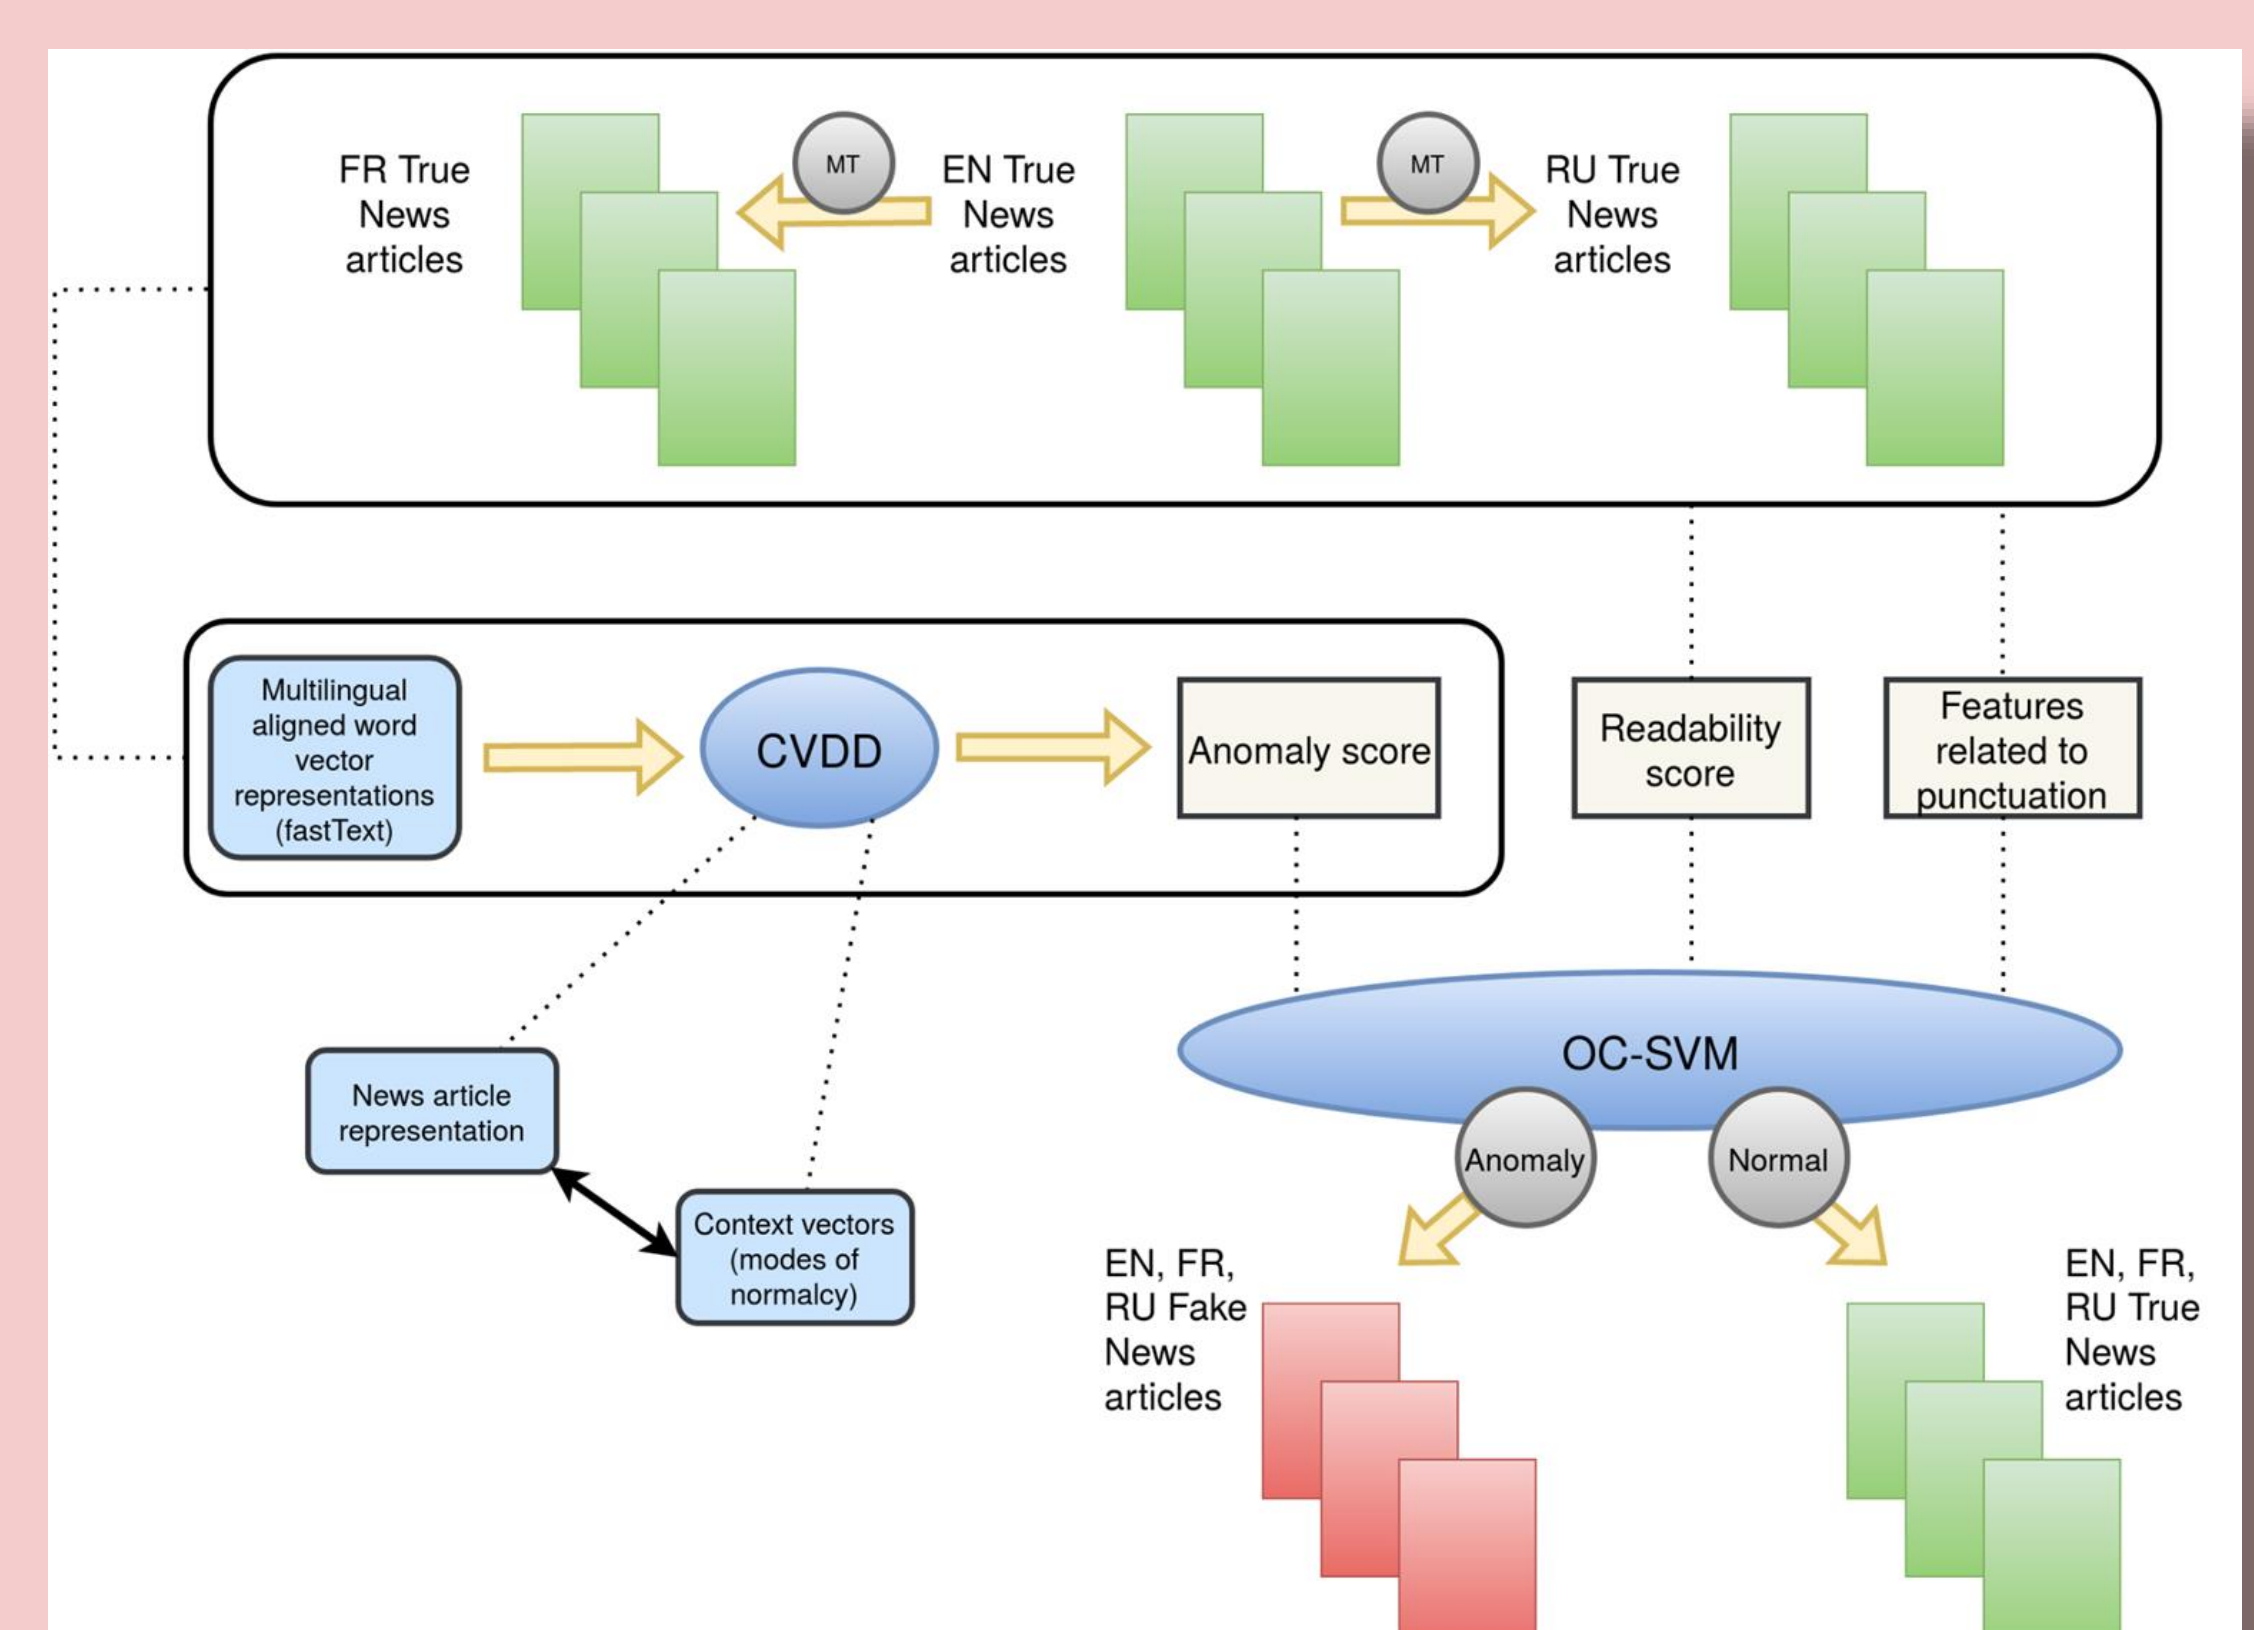 FR True
News
articles
MT
EN True
News
articles
MT
RU True
News
articles
Multilingual
aligned word
vector
representations
(fastText)
CVDD
Anomaly score
Readability
score
Features
related to
punctuation
News article
representation
Context vectors
(modes of
normalcy)
OC-SVM
Anomaly
Normal
EN, FR,
RU Fake
News
articles
EN, FR,
RU True
News
articles